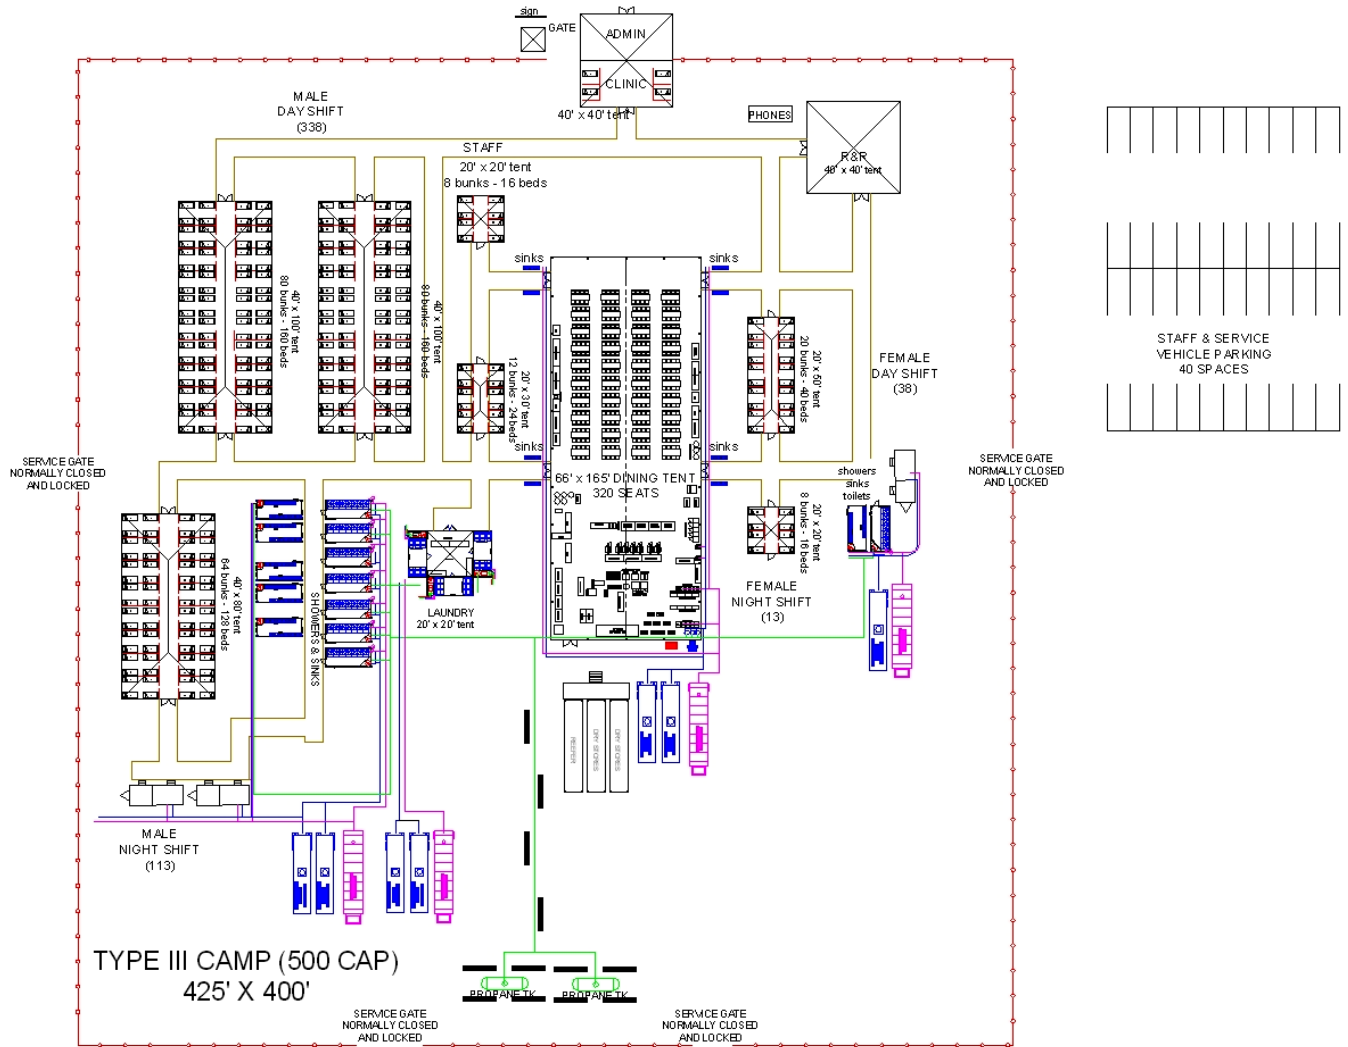 sign
GATE
ADMIN
CLINIC
40' x 40' tent
PHONES
R&R
40' x 40' tent
MALE
DAY SHIFT
(338)
STAFF
20' x 20' tent
8 bunks - 16 beds
sinks
sinks
40' x 100' tent
80 bunks - 160 beds
40' x 100' tent
80 bunks - 160 beds
20' x 30' tent
12 bunks - 24 beds
20' x 50' tent
20 bunks - 40 beds
FEMALE
DAY SHIFT
(38)
STAFF & SERVICE
VEHICLE PARKING
40 SPACES
SERVICE GATE
NORMALLY CLOSED
AND LOCKED
sinks
sinks
66' x 165' DINING TENT
320 SEATS
showers
sinks
toilets
SERVICE GATE
NORMALLY CLOSED
AND LOCKED
20' x 20' tent
8 bunks - 16 beds
40' x 80' tent
64 bunks - 128 beds
SHOWERS & SINKS
LAUNDRY
20' x 20' tent
FEMALE
NIGHT SHIFT
(13)
REEFER
DRY STORES
DRY STORES
MALE
NIGHT SHIFT
(113)
TYPE III CAMP (500 CAP)
425' X 400'
PROPANE TK
PROPANE TK
SERVICE GATE
NORMALLY CLOSED
AND LOCKED
SERVICE GATE
NORMALLY CLOSED
AND LOCKED